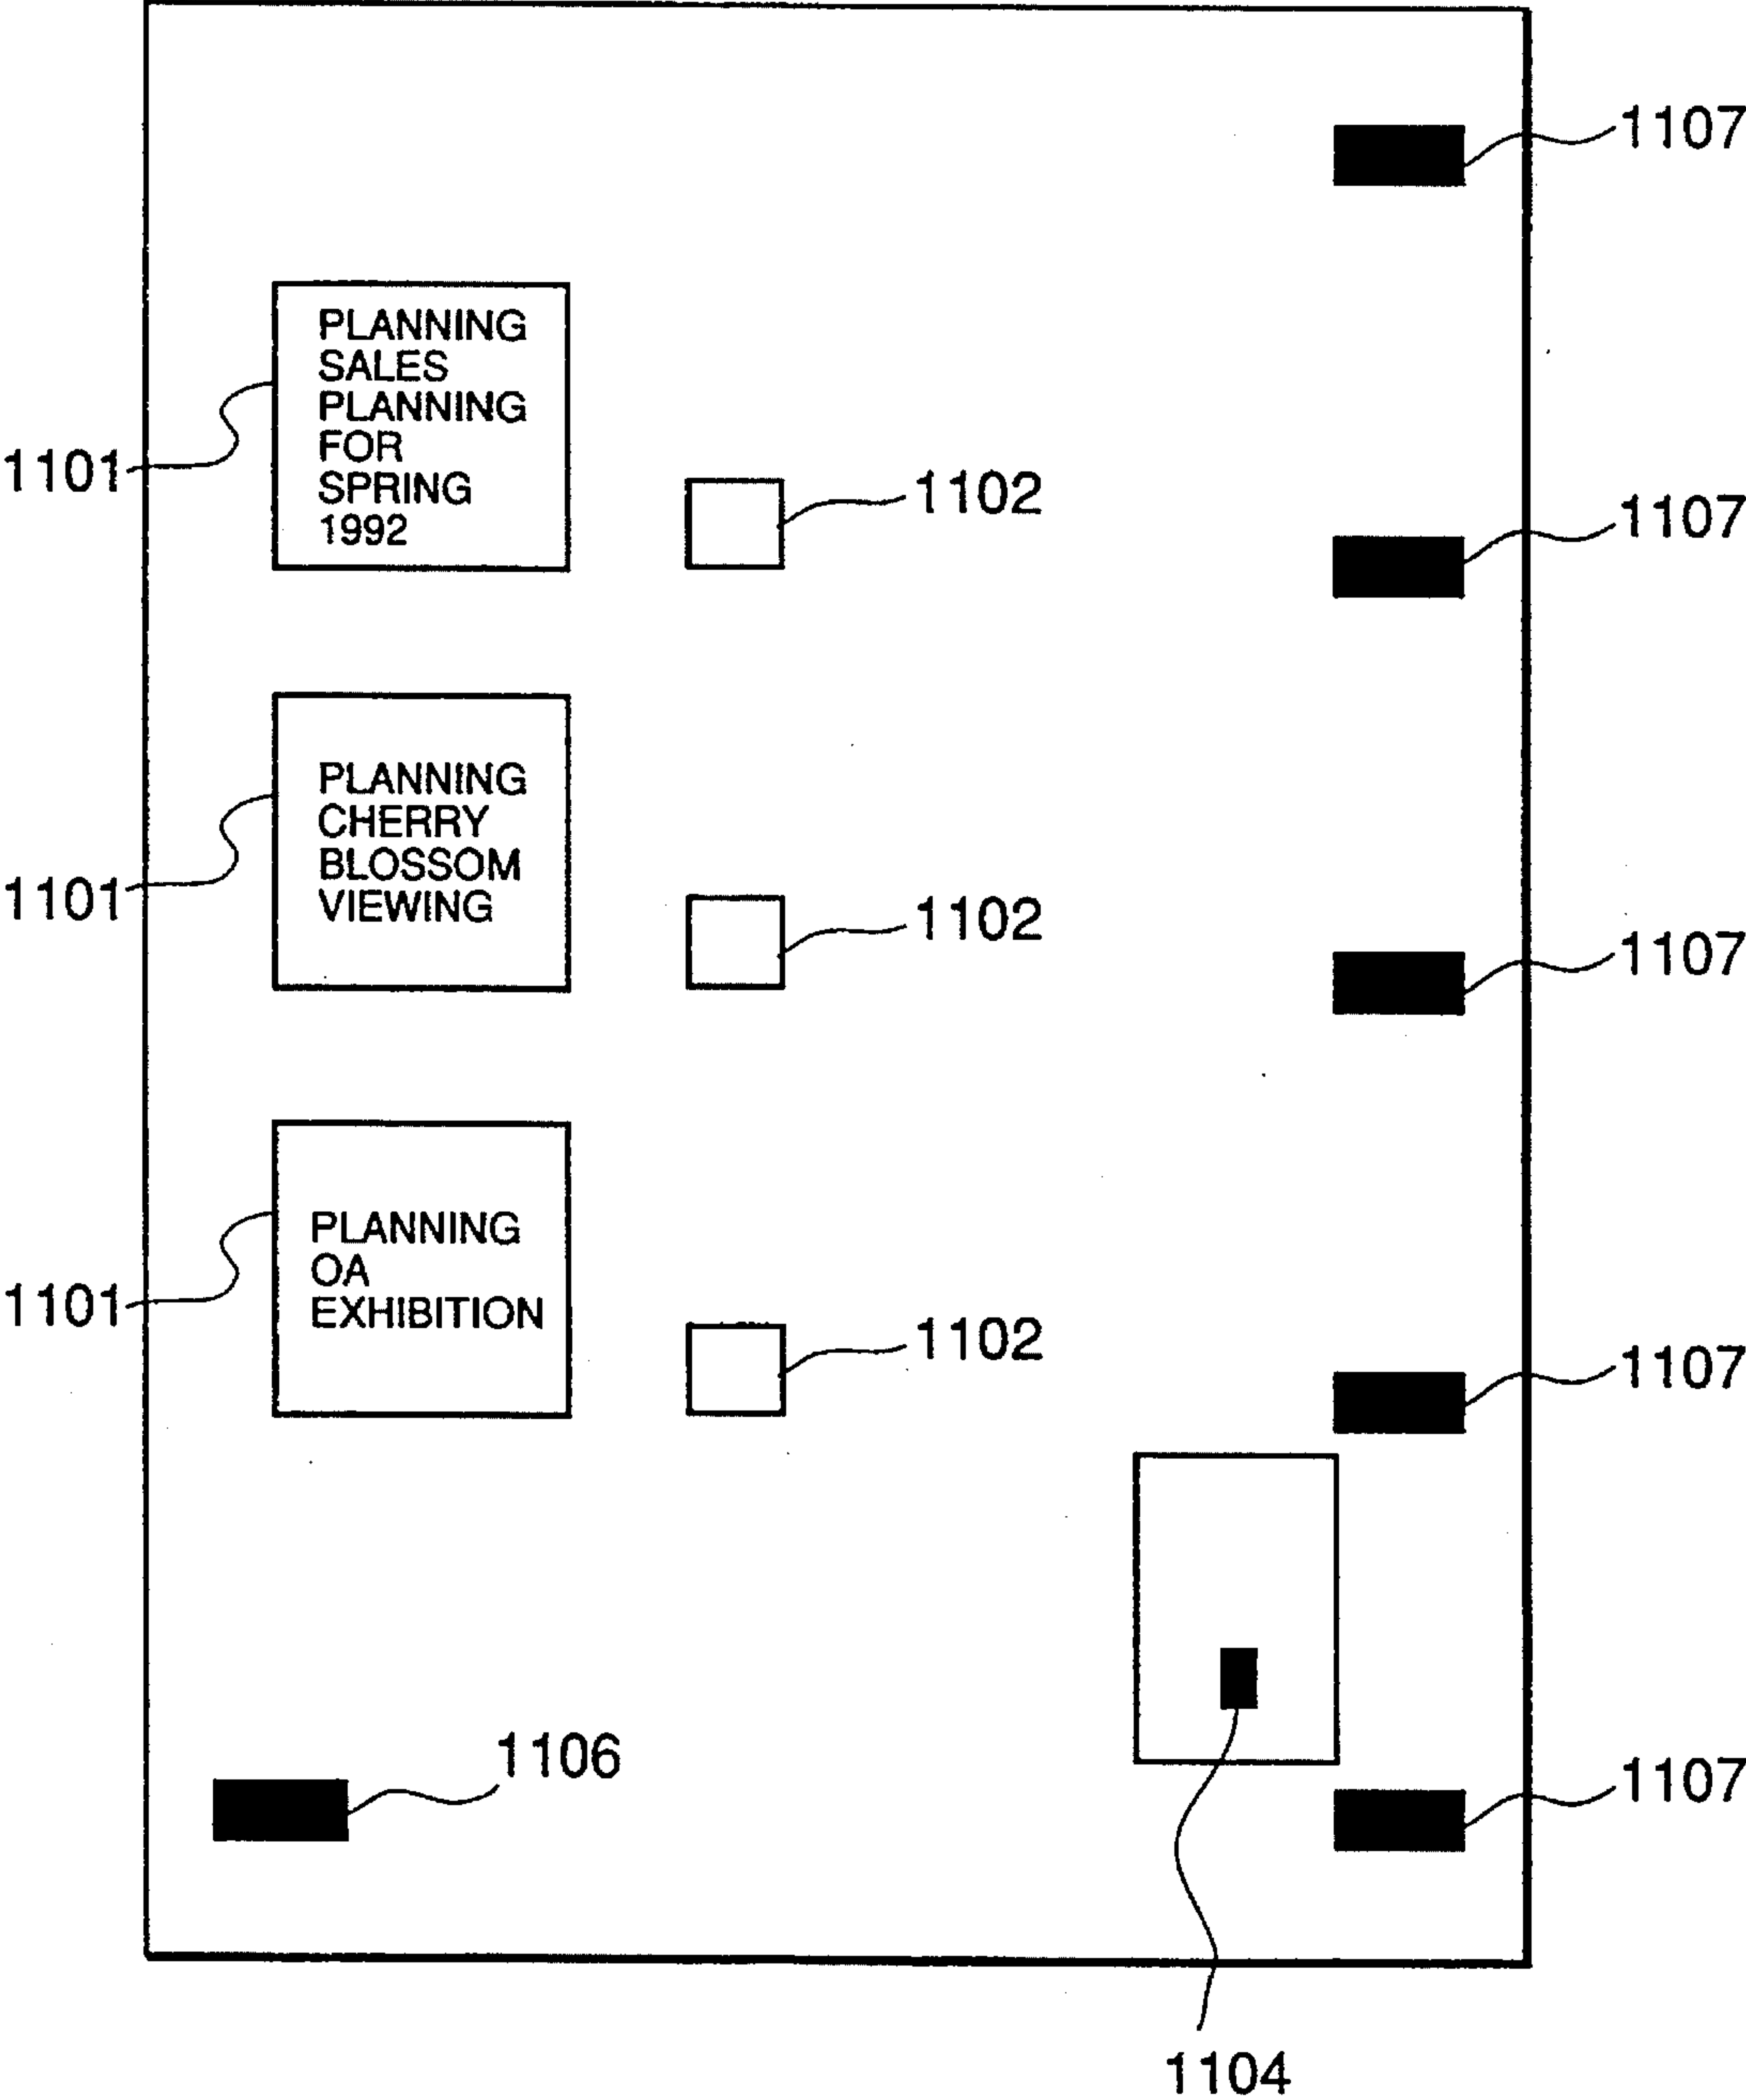 1107
PLANNING
SALES
PLANNING
FOR
SPRING
1992
1101
1102
1107
PLANNING
CHERRY
BLOSSOM
VIEWING
1101
1102
1107
PLANNING
OA
EXHIBITION
1101
1102
1107
1106
1107
1104